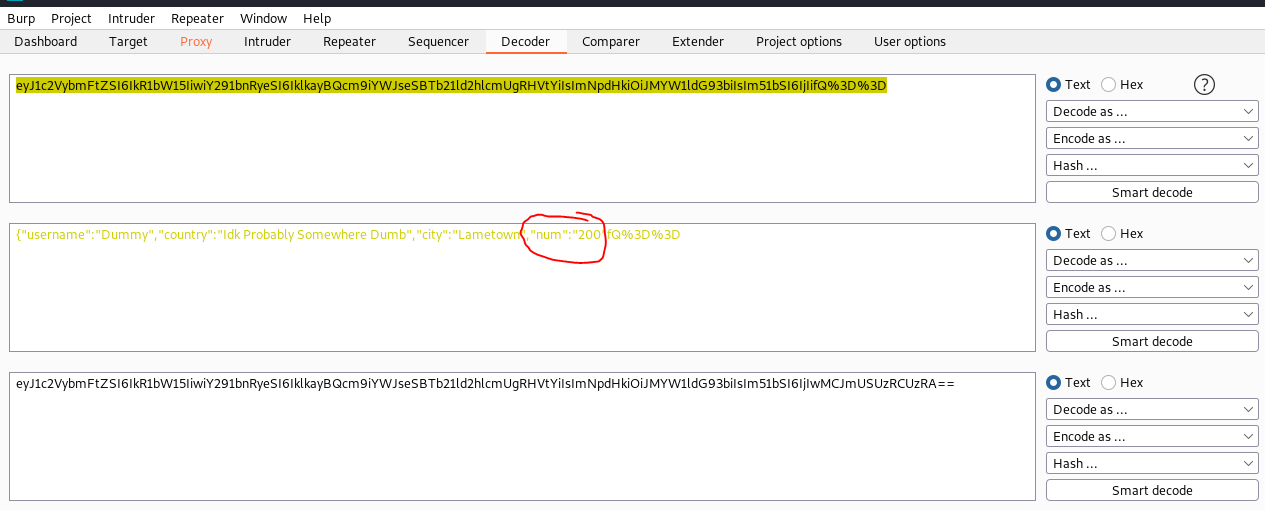 Burp Project Intruder Repeater Window Help
Dashboard Target Proxy Intruder Repeater Sequencer Decoder Comparer Extender Project options User options
eyJ1c2VybmFtZSI6IkR1bW15IiwiY291bnRyeSI6IklkayBQcm9iYWJseSBTb21ld2hlcmUgRHVtYiIsImNpdHkiOiJMYW1ldG93biIsIm51bSI6IjIifQ%3D%3D
Text Hex ?
Decode as ...
Encode as ...
Hash ...
Smart decode
{"username":"Dummy","country":"Idk Probably Somewhere Dumb","city":"Lametown","num":"200"fQ%3D%3D
Text Hex
Decode as ...
Encode as ...
Hash ...
Smart decode
eyJ1c2VybmFtZSI6IkR1bW15IiwiY291bnRyeSI6IklkayBQcm9iYWJseSBTb21ld2hlcmUgRHVtYiIsImNpdHkiOiJMYW1ldG93biIsIm51bSI6IjIwMCJmUSUzRCUzRA==
Text Hex
Decode as ...
Encode as ...
Hash ...
Smart decode